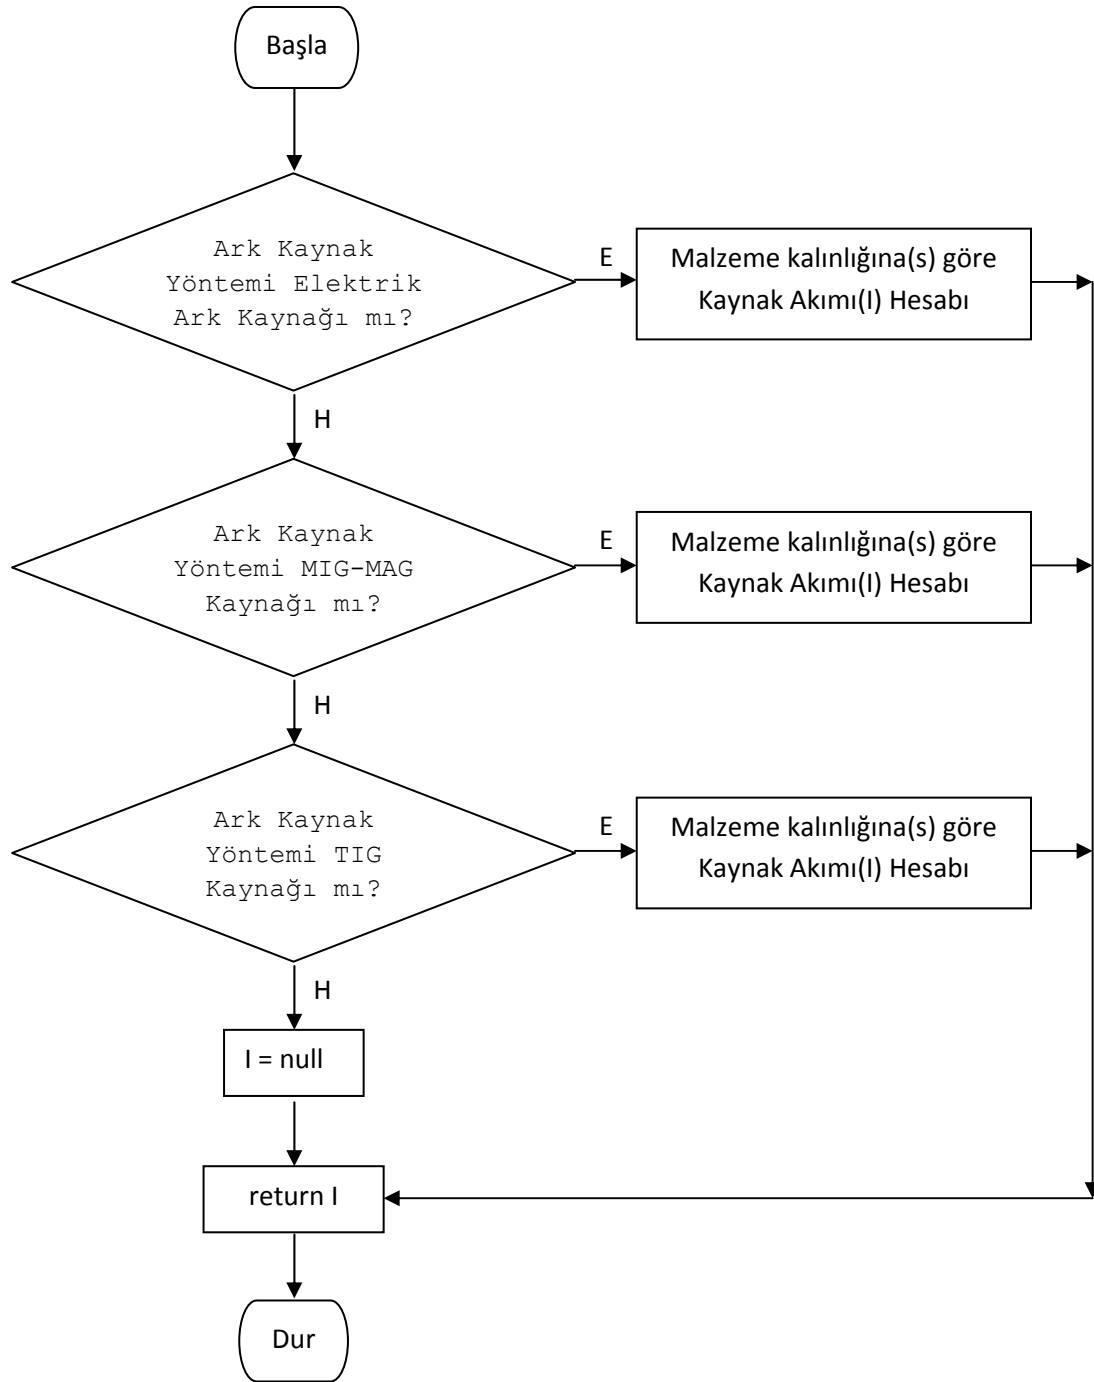 Başla
Ark Kaynak
Yöntemi Elektrik
Ark Kaynağı mı?
E
Malzeme kalınlığına(s) göre
Kaynak Akımı(I) Hesabı
H
Ark Kaynak
Yöntemi MIG-MAG
Kaynağı mı?
E
Malzeme kalınlığına(s) göre
Kaynak Akımı(I) Hesabı
H
Ark Kaynak
Yöntemi TIG
Kaynağı mı?
E
Malzeme kalınlığına(s) göre
Kaynak Akımı(I) Hesabı
H
I = null
return I
Dur